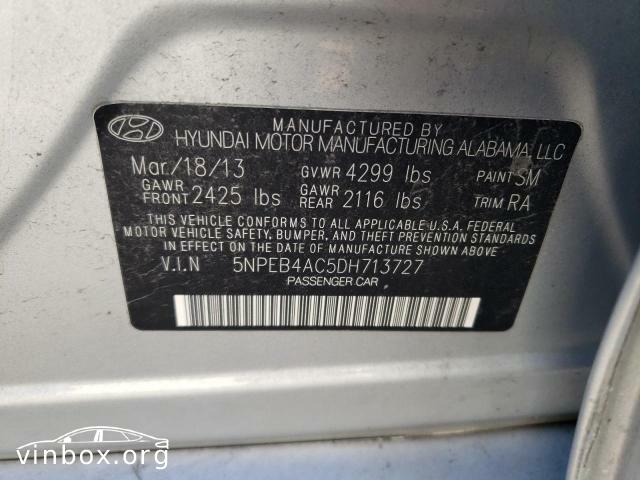 MANUFACTURED BY
HYUNDAI MOTOR MANUFACTURING ALABAMA, LLC
Mar./18/13 GVWR 4299 lbs PAINT SM
GAWR FRONT 2425 lbs GAWR REAR 2116 lbs TRIM RA
THIS VEHICLE CONFORMS TO ALL APPLICABLE U.S.A. FEDERAL
MOTOR VEHICLE SAFETY, BUMPER, AND THEFT PREVENTION STANDARDS
IN EFFECT ON THE DATE OF MANUFACTURE SHOWN ABOVE.
V.I.N 5NPEB4AC5DH713727
PASSENGER CAR
vinbox.org